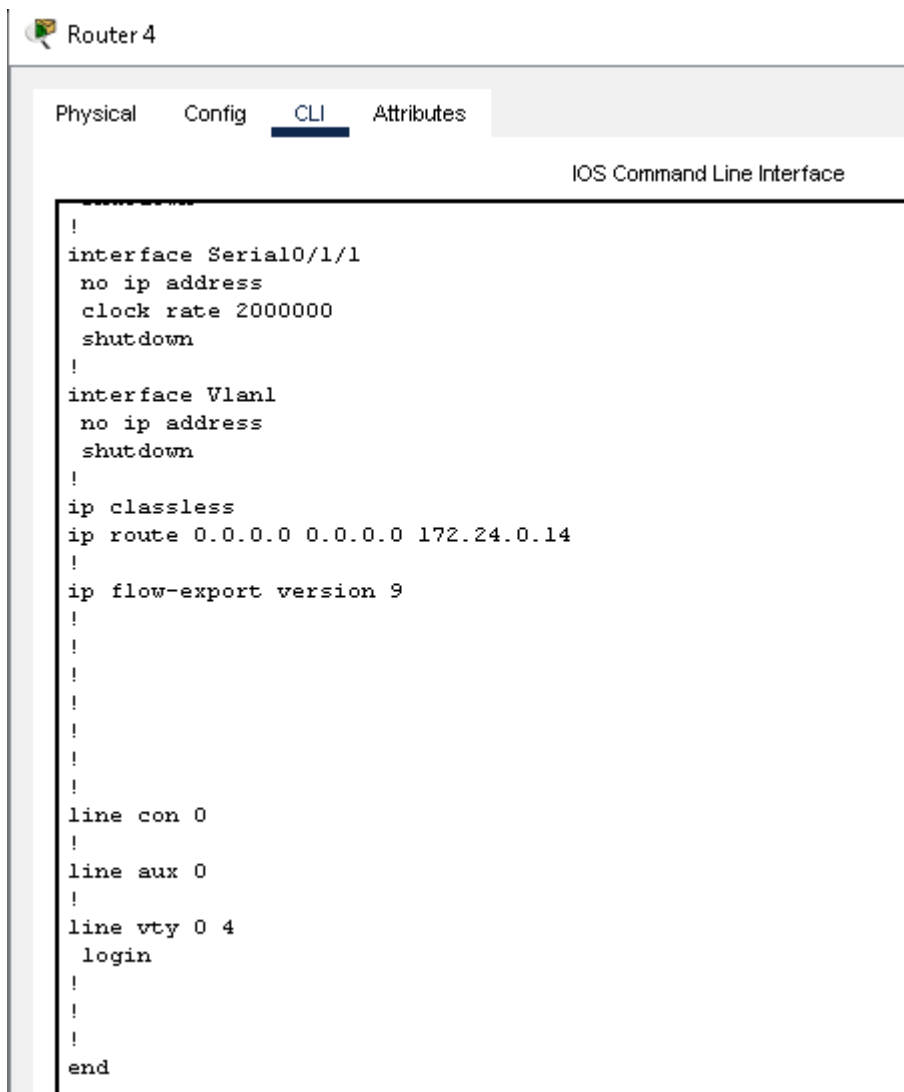 Router 4
Physical Config CLI Attributes
IOS Command Line Interface
!
interface Serial0/1/1
 no ip address
 clock rate 2000000
 shutdown
!
interface Vlan1
 no ip address
 shutdown
!
ip classless
ip route 0.0.0.0 0.0.0.0 172.24.0.14
!
ip flow-export version 9
!
!
!
!
!
!
!
line con 0
!
line aux 0
!
line vty 0 4
 login
!
!
!
end